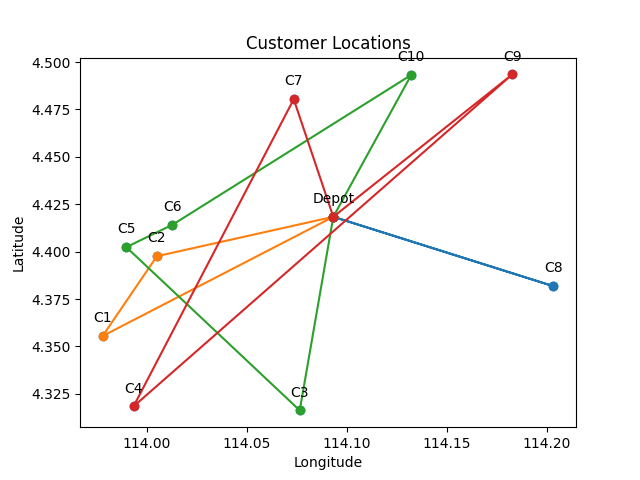 Customer Locations
4.500
4.475
4.450
4.425
4.400
4.375
4.350
4.325
Latitude
C10
C9
C7
Depot
C6
C5
C2
C8
C1
C4
C3
114.00
114.05
114.10
114.15
114.20
Longitude